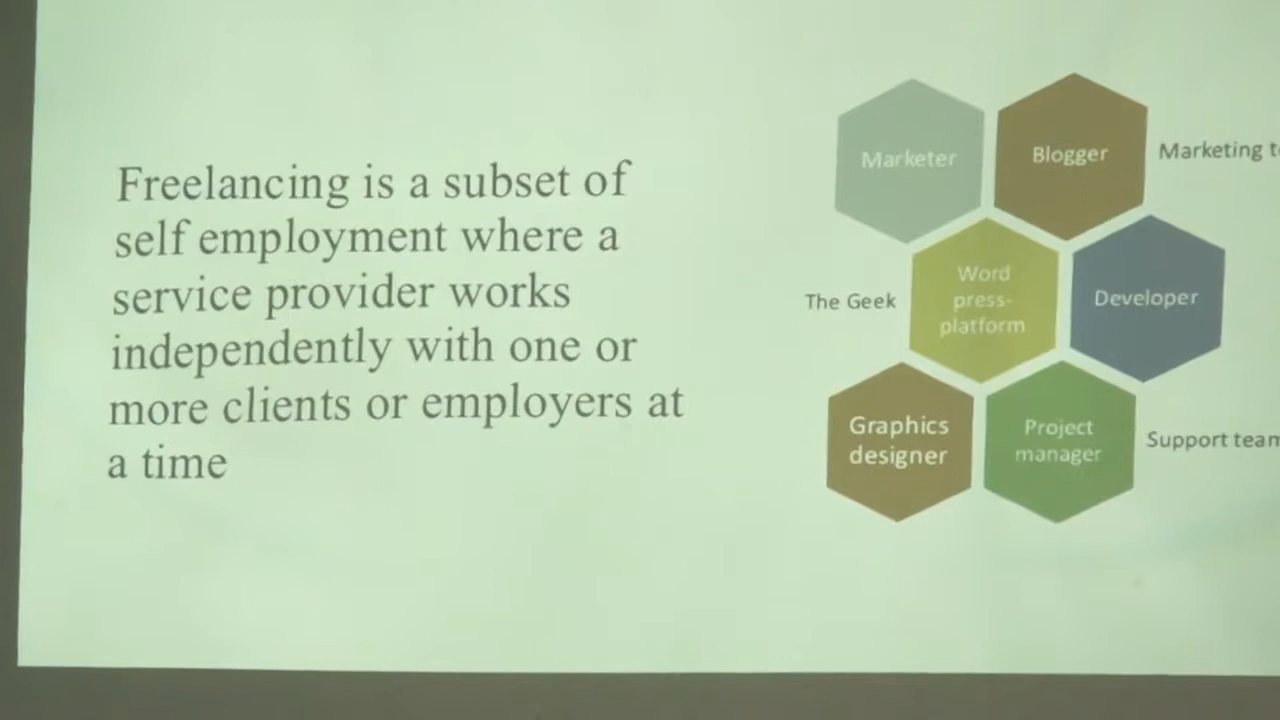 Freelancing is a subset of
self employment where a
service provider works
independently with one or
more clients or employers at
a time
Marketer
Blogger
Marketing
The Geek
Word
press-
platform
Developer
Graphics
designer
Project
manager
Support team